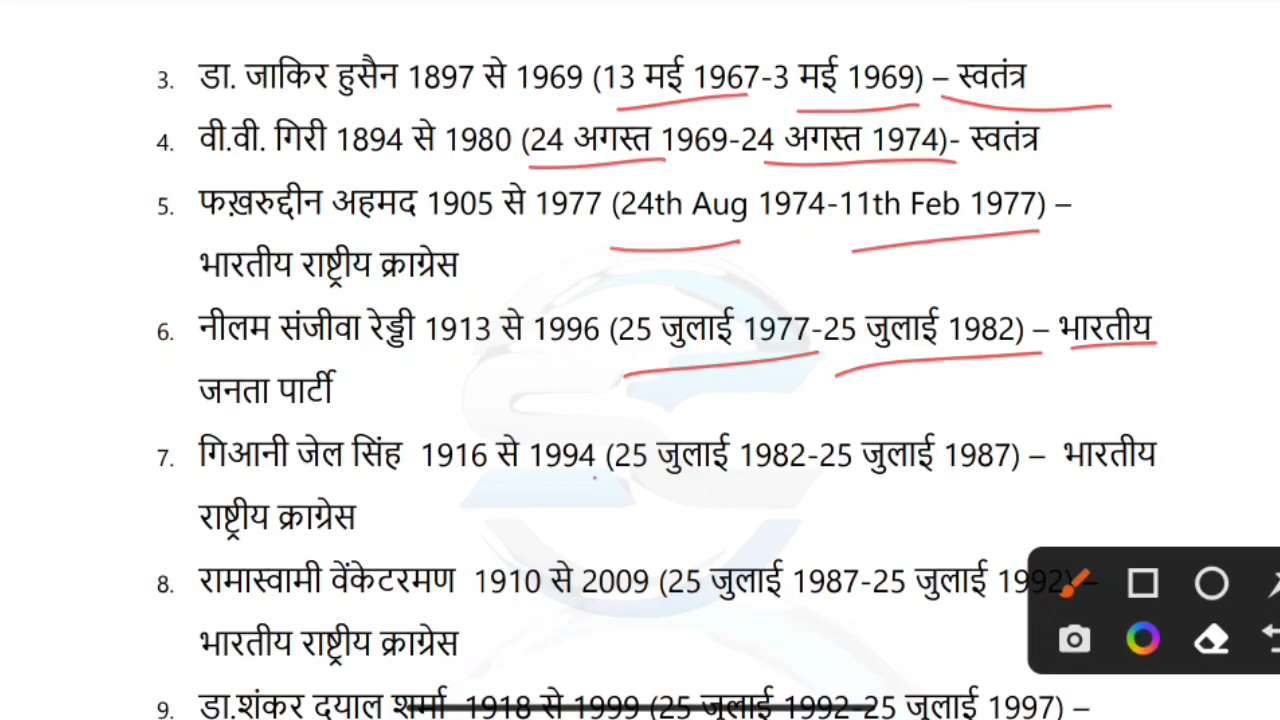 3. डा. जाकिर हुसैन 1897 से 1969 (13 मई 1967-3 मई 1969) – स्वतंत्र
4. वी.वी. गिरी 1894 से 1980 (24 अगस्त 1969-24 अगस्त 1974)- स्वतंत्र
5. फख़रुद्दीन अहमद 1905 से 1977 (24th Aug 1974-11th Feb 1977) –
भारतीय राष्ट्रीय क्राग्रेस
6. नीलम संजीवा रेड्डी 1913 से 1996 (25 जुलाई 1977-25 जुलाई 1982) – भारतीय
जनता पार्टी
7. गिआनी जेल सिंह 1916 से 1994 (25 जुलाई 1982-25 जुलाई 1987) – भारतीय
राष्ट्रीय क्राग्रेस
8. रामास्वामी वेंकेटरमण 1910 से 2009 (25 जुलाई 1987-25 जुलाई 1992) –
भारतीय राष्ट्रीय क्राग्रेस
9. डा.शंकर दयाल शर्मा 1918 से 1999 (25 जुलाई 1992-25 जुलाई 1997) –